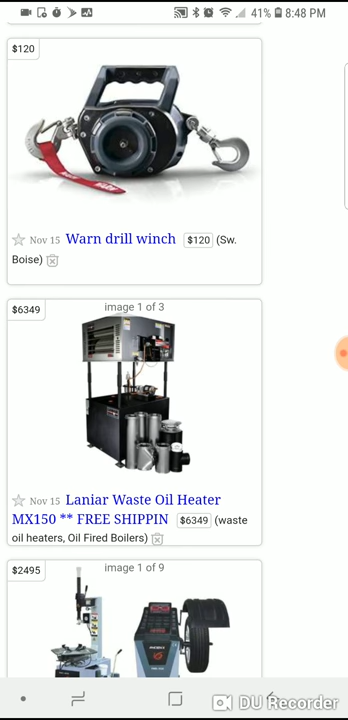 41% 8:48 PM
$120
Nov 15 Warn drill winch $120 (Sw.
Boise)
$6349
image 1 of 3
Nov 15 Laniar Waste Oil Heater
MX150 ** FREE SHIPPIN $6349 (waste
oil heaters, Oil Fired Boilers)
$2495
image 1 of 9
DU Recorder